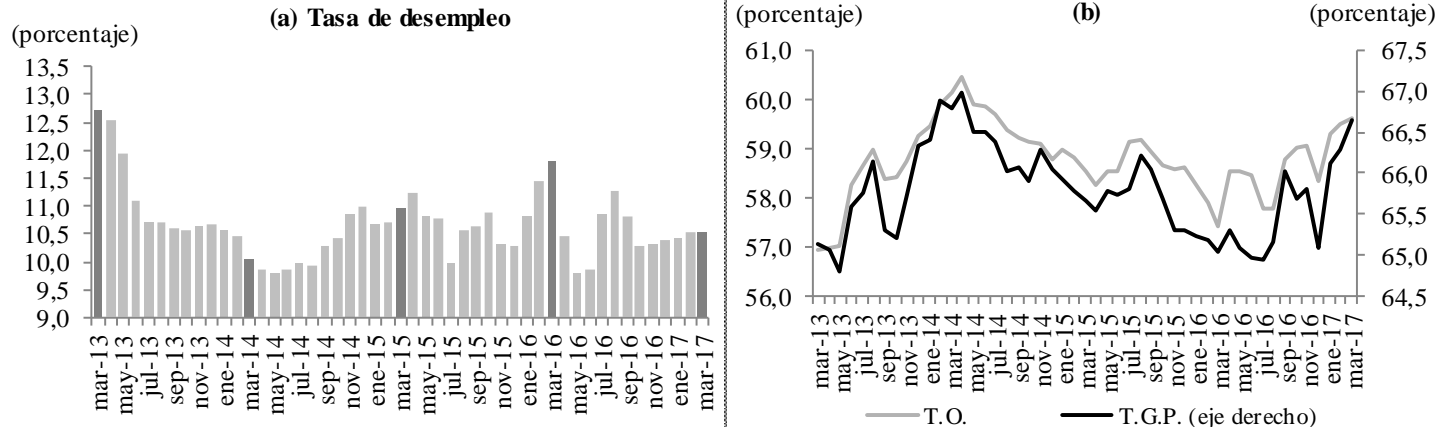 (a) Tasa de desempleo
(porcentaje)
13,5
13,0
12,5
12,0
11,5
11,0
10,5
10,0
9,5
9,0
mar-13
may-13
jul-13
sep-13
nov-13
ene-14
mar-14
may-14
jul-14
sep-14
nov-14
ene-15
mar-15
may-15
jul-15
sep-15
nov-15
ene-16
mar-16
may-16
jul-16
sep-16
nov-16
ene-17
mar-17
(b)
(porcentaje)
(porcentaje)
61,0
60,0
59,0
58,0
57,0
56,0
67,5
67,0
66,5
66,0
65,5
65,0
64,5
mar-13
may-13
jul-13
sep-13
nov-13
ene-14
mar-14
may-14
jul-14
sep-14
nov-14
ene-15
mar-15
may-15
jul-15
sep-15
nov-15
ene-16
mar-16
may-16
jul-16
sep-16
nov-16
ene-17
mar-17
T.O.
T.G.P. (eje derecho)